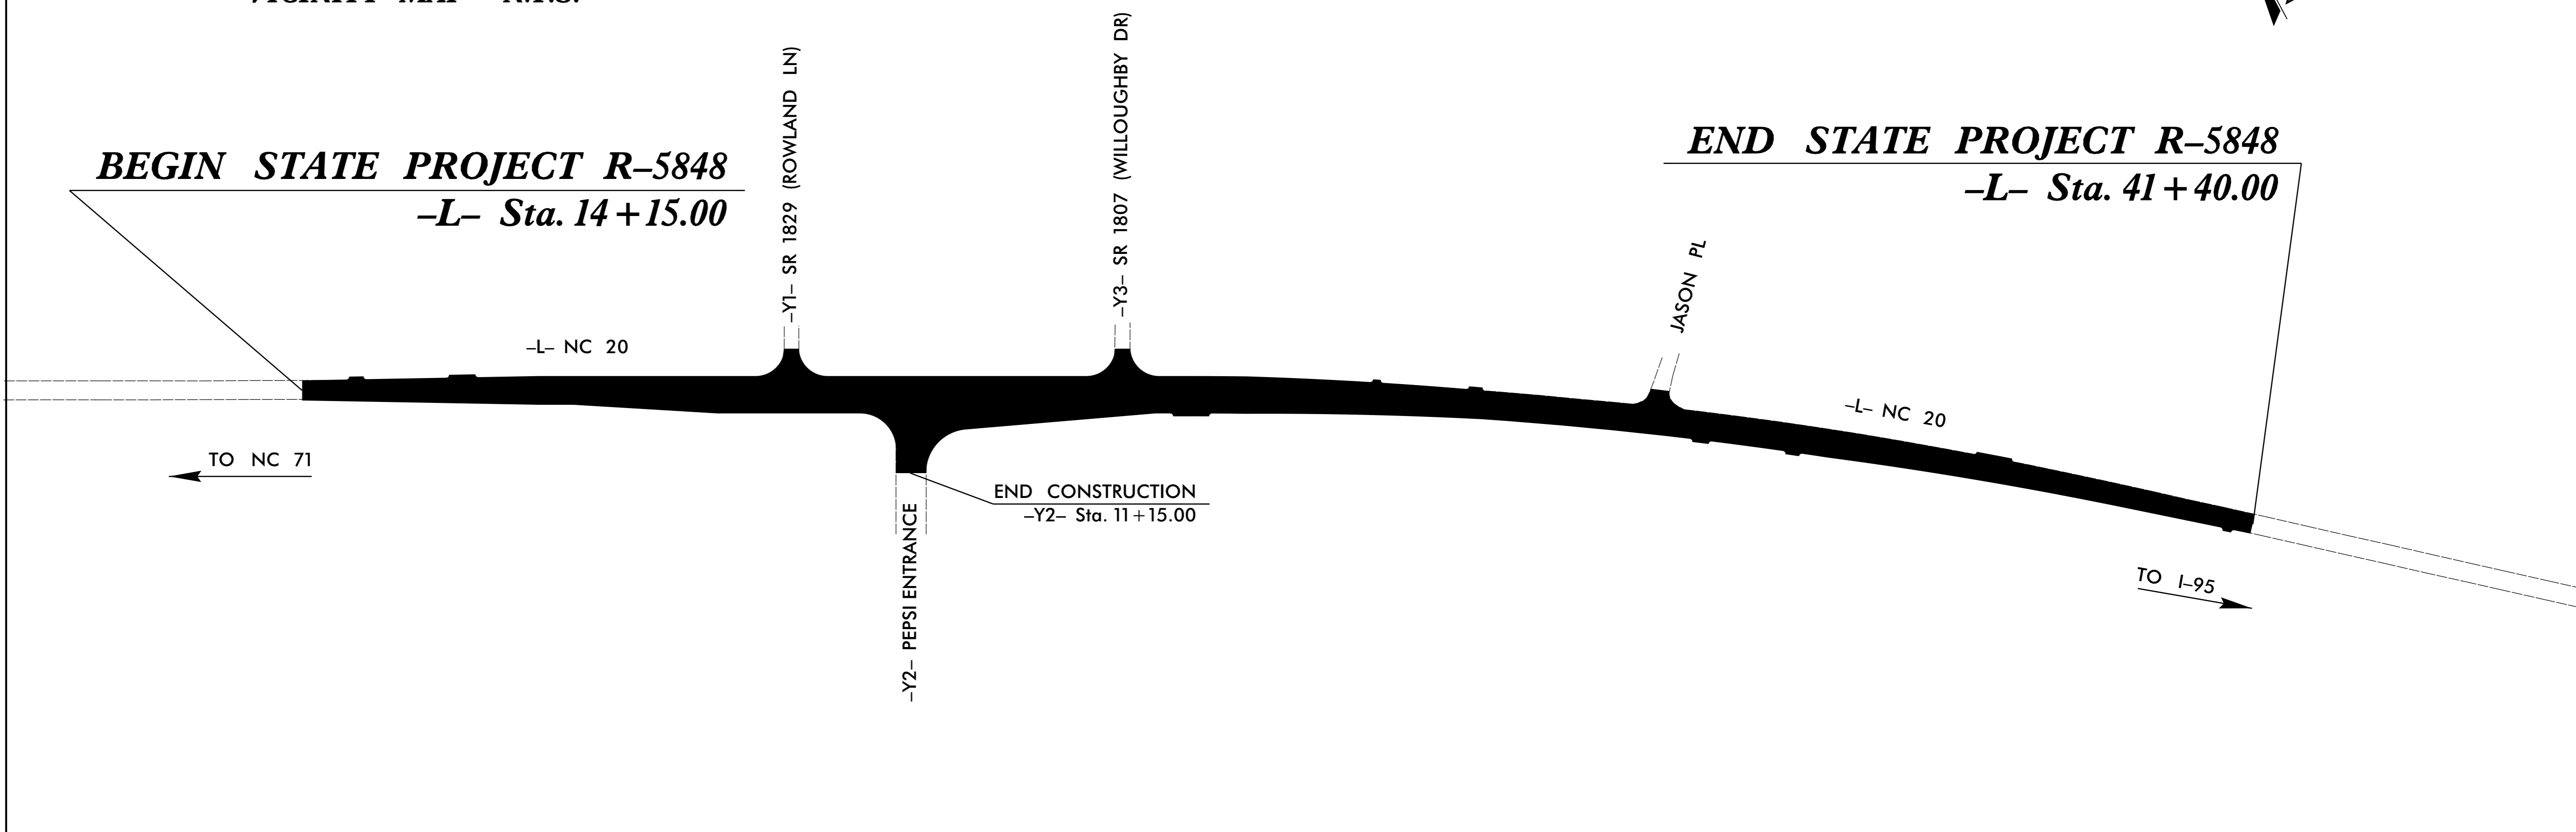 –Y1– SR 1829 (ROWLAND LN)
–Y3– SR 1807 (WILLOUGHBY DR)
BEGIN STATE PROJECT R–5848
–L– Sta. 14+15.00
END STATE PROJECT R–5848
–L– Sta. 41+40.00
JASON PL
–L– NC 20
–L– NC 20
TO NC 71
END CONSTRUCTION
–Y2– Sta. 11+15.00
–Y2– PEPSI ENTRANCE
TO I–95